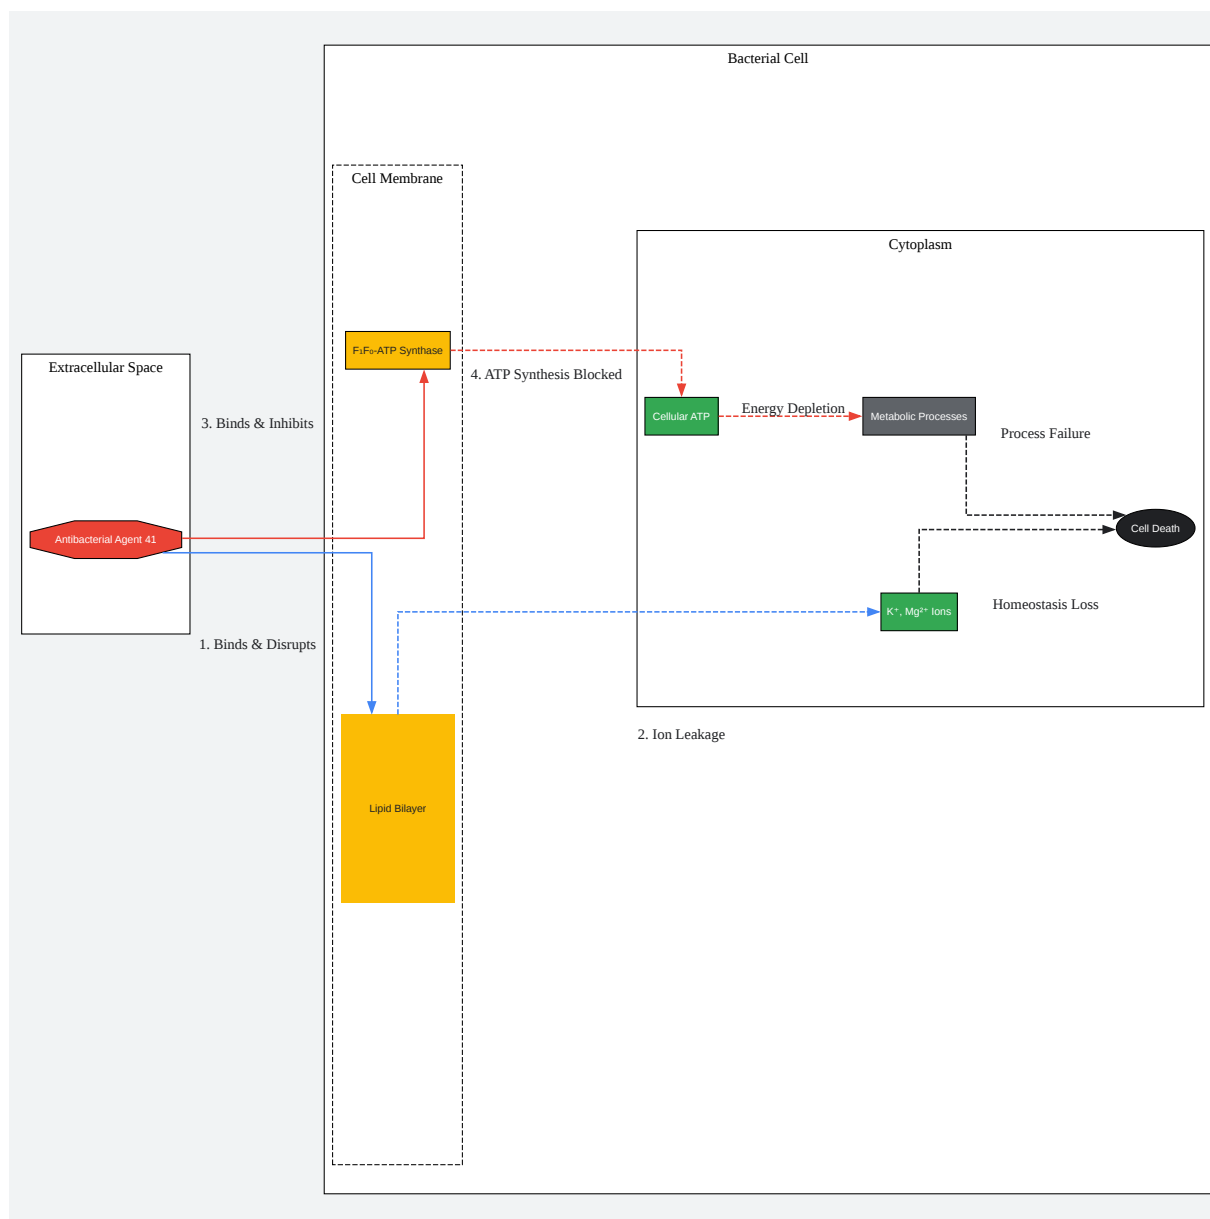 Bacterial Cell
Cell Membrane
Cytoplasm
F₁F₀-ATP Synthase
Extracellular Space
4. ATP Synthesis Blocked
Cellular ATP
Energy Depletion
Metabolic Processes
3. Binds & Inhibits
Process Failure
Antibacterial Agent 41
Cell Death
K⁺, Mg²⁺ Ions
Homeostasis Loss
1. Binds & Disrupts
2. Ion Leakage
Lipid Bilayer